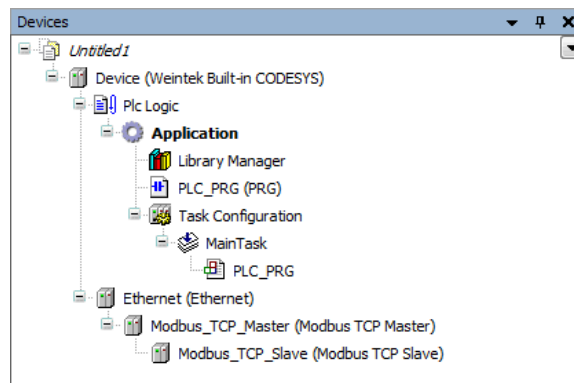 Devices
Untitled1
Device (Weintek Built-in CODESYS)
Plc Logic
Application
Library Manager
PLC_PRG (PRG)
Task Configuration
MainTask
PLC_PRG
Ethernet (Ethernet)
Modbus_TCP_Master (Modbus TCP Master)
Modbus_TCP_Slave (Modbus TCP Slave)